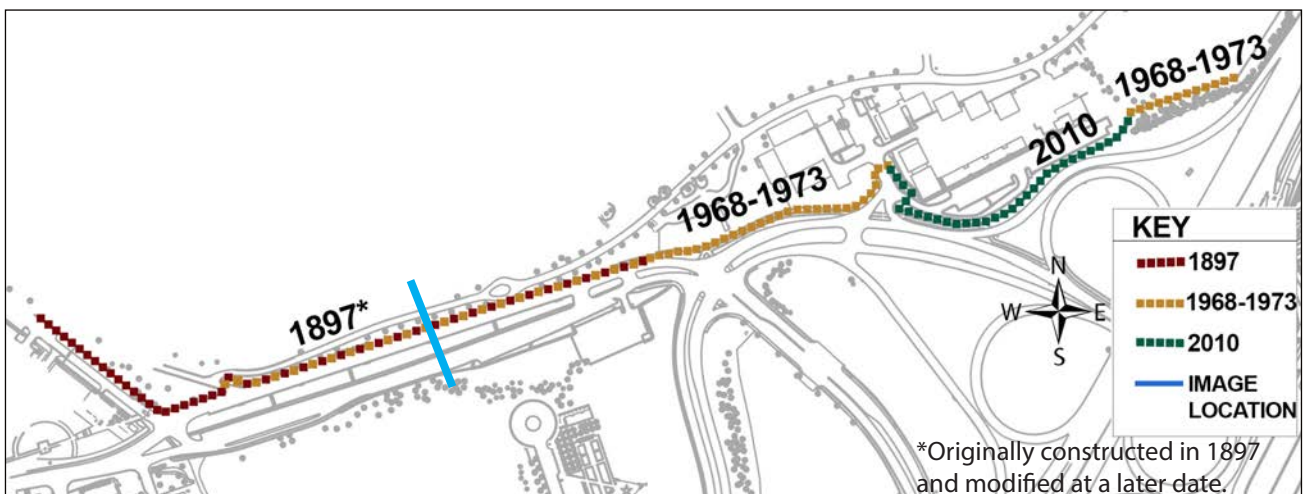 1968-1973
2010
1968-1973
1897*
KEY
1897
1968-1973
2010
IMAGE
LOCATION
N
W
E
S
*Originally constructed in 1897
and modified at a later date.